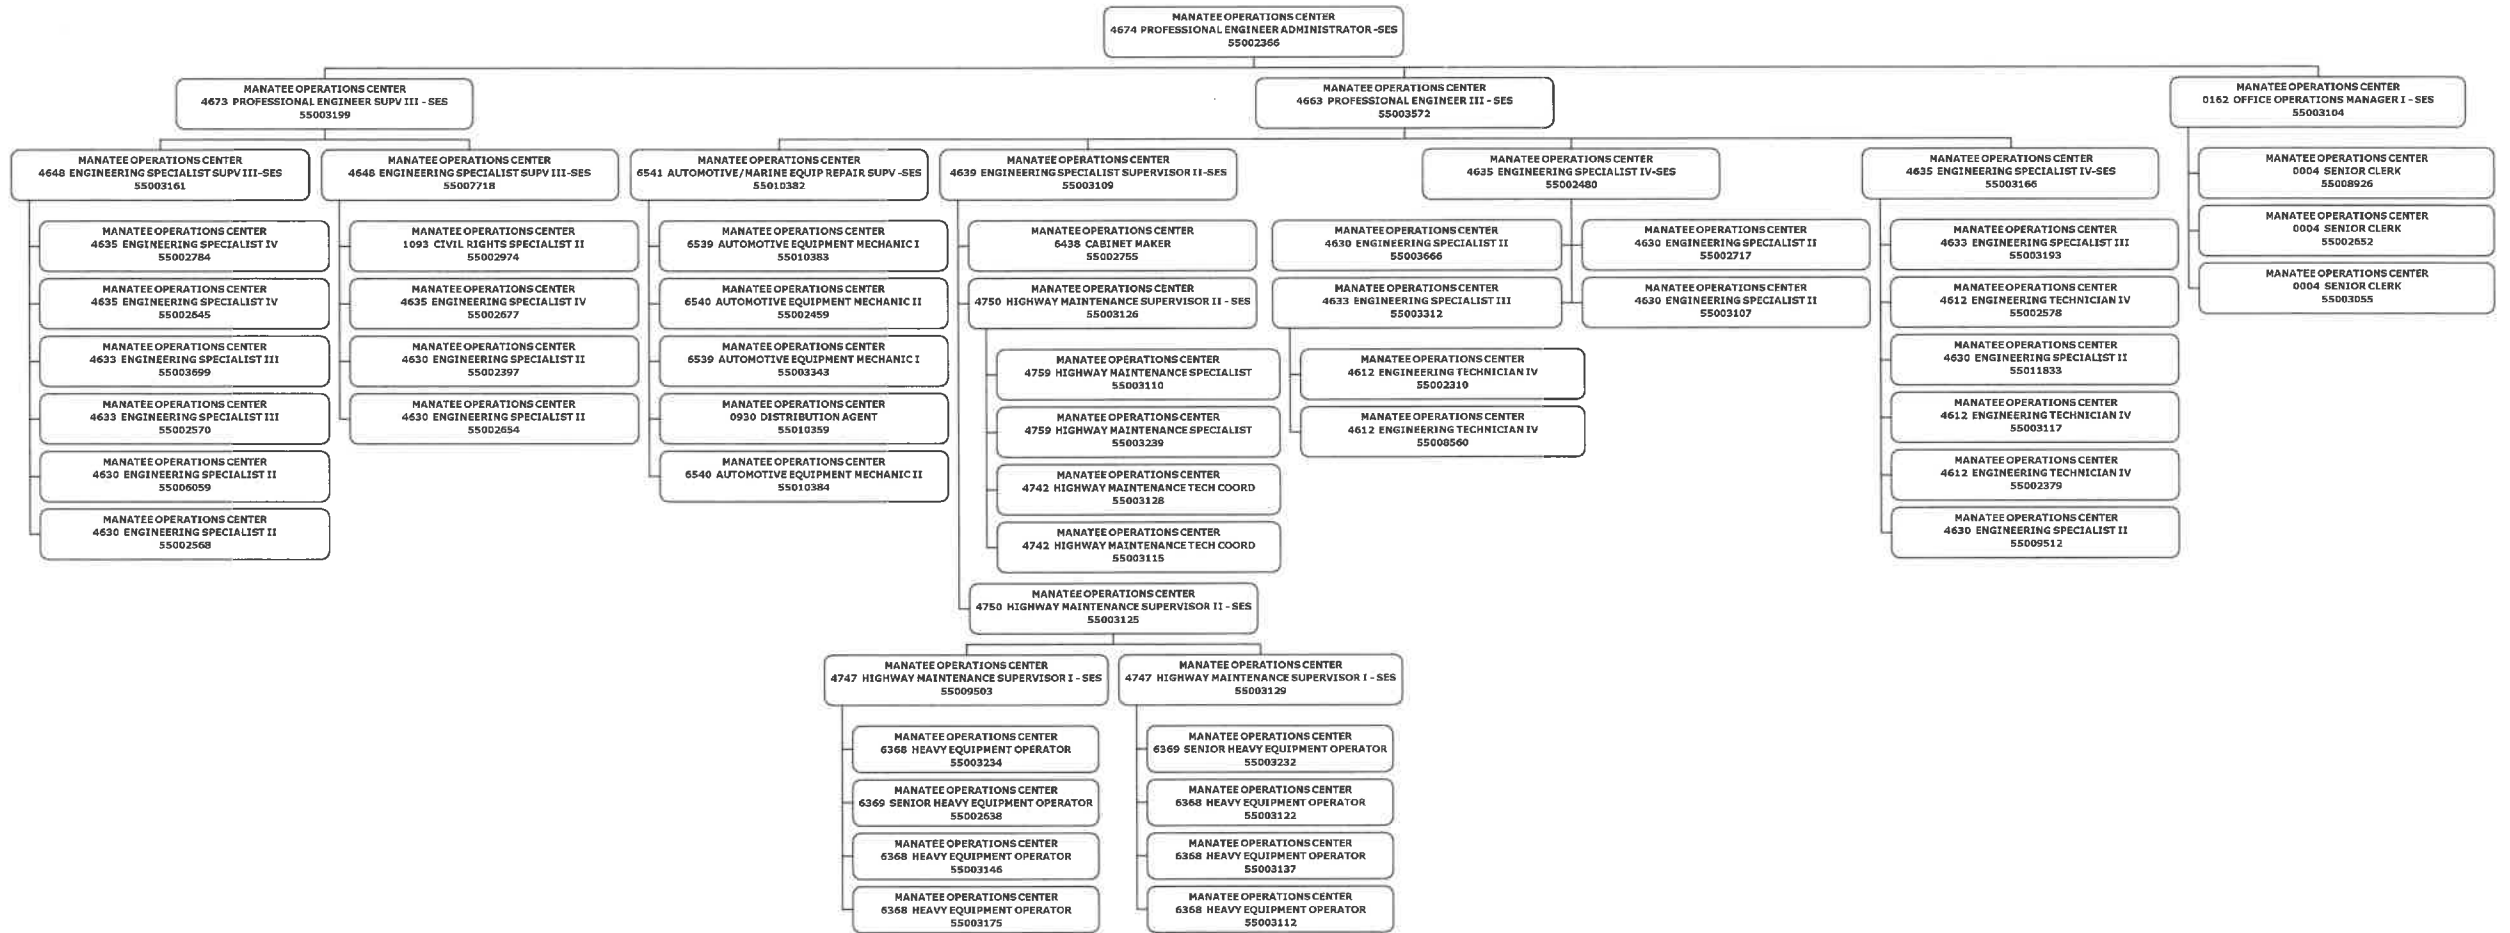 MANATEE OPERATIONS CENTER
4674 PROFESSIONAL ENGINEER ADMINISTRATOR -SES
55002366
MANATEE OPERATIONS CENTER
4673 PROFESSIONAL ENGINEER SUPV III - SES
55003199
MANATEE OPERATIONS CENTER
4663 PROFESSIONAL ENGINEER III - SES
55003572
MANATEE OPERATIONS CENTER
0162 OFFICE OPERATIONS MANAGER I - SES
55003104
MANATEE OPERATIONS CENTER
4648 ENGINEERING SPECIALIST SUPV III-SES
55003161
MANATEE OPERATIONS CENTER
4648 ENGINEERING SPECIALIST SUPV III-SES
55007718
MANATEE OPERATIONS CENTER
6541 AUTOMOTIVE/MARINE EQUIP REPAIR SUPV -SES
55010382
MANATEE OPERATIONS CENTER
4639 ENGINEERING SPECIALIST SUPERVISOR II-SES
55003109
MANATEE OPERATIONS CENTER
4635 ENGINEERING SPECIALIST IV-SES
55002480
MANATEE OPERATIONS CENTER
4635 ENGINEERING SPECIALIST IV-SES
55003166
MANATEE OPERATIONS CENTER
0004 SENIOR CLERK
55008926
MANATEE OPERATIONS CENTER
0004 SENIOR CLERK
55002652
MANATEE OPERATIONS CENTER
0004 SENIOR CLERK
55003055
MANATEE OPERATIONS CENTER
4635 ENGINEERING SPECIALIST IV
55002784
MANATEE OPERATIONS CENTER
4635 ENGINEERING SPECIALIST IV
55002645
MANATEE OPERATIONS CENTER
4633 ENGINEERING SPECIALIST III
55003699
MANATEE OPERATIONS CENTER
4633 ENGINEERING SPECIALIST III
55002570
MANATEE OPERATIONS CENTER
4630 ENGINEERING SPECIALIST II
55006059
MANATEE OPERATIONS CENTER
4630 ENGINEERING SPECIALIST II
55002568
MANATEE OPERATIONS CENTER
1093 CIVIL RIGHTS SPECIALIST II
55002974
MANATEE OPERATIONS CENTER
4635 ENGINEERING SPECIALIST IV
55002677
MANATEE OPERATIONS CENTER
4630 ENGINEERING SPECIALIST II
55002397
MANATEE OPERATIONS CENTER
4630 ENGINEERING SPECIALIST II
55002654
MANATEE OPERATIONS CENTER
6539 AUTOMOTIVE EQUIPMENT MECHANIC I
55010383
MANATEE OPERATIONS CENTER
6540 AUTOMOTIVE EQUIPMENT MECHANIC II
55002459
MANATEE OPERATIONS CENTER
6539 AUTOMOTIVE EQUIPMENT MECHANIC I
55003343
MANATEE OPERATIONS CENTER
0930 DISTRIBUTION AGENT
55010359
MANATEE OPERATIONS CENTER
6540 AUTOMOTIVE EQUIPMENT MECHANIC II
55010384
MANATEE OPERATIONS CENTER
6438 CABINET MAKER
55002755
MANATEE OPERATIONS CENTER
4750 HIGHWAY MAINTENANCE SUPERVISOR II - SES
55003126
MANATEE OPERATIONS CENTER
4759 HIGHWAY MAINTENANCE SPECIALIST
55003110
MANATEE OPERATIONS CENTER
4759 HIGHWAY MAINTENANCE SPECIALIST
55003239
MANATEE OPERATIONS CENTER
4742 HIGHWAY MAINTENANCE TECH COORD
55003128
MANATEE OPERATIONS CENTER
4742 HIGHWAY MAINTENANCE TECH COORD
55003115
MANATEE OPERATIONS CENTER
4750 HIGHWAY MAINTENANCE SUPERVISOR II - SES
55003125
MANATEE OPERATIONS CENTER
4747 HIGHWAY MAINTENANCE SUPERVISOR I - SES
55009503
MANATEE OPERATIONS CENTER
6368 HEAVY EQUIPMENT OPERATOR
55003234
MANATEE OPERATIONS CENTER
6369 SENIOR HEAVY EQUIPMENT OPERATOR
55002638
MANATEE OPERATIONS CENTER
6368 HEAVY EQUIPMENT OPERATOR
55003146
MANATEE OPERATIONS CENTER
6368 HEAVY EQUIPMENT OPERATOR
55003175
MANATEE OPERATIONS CENTER
4747 HIGHWAY MAINTENANCE SUPERVISOR I - SES
55003129
MANATEE OPERATIONS CENTER
6369 SENIOR HEAVY EQUIPMENT OPERATOR
55003232
MANATEE OPERATIONS CENTER
6368 HEAVY EQUIPMENT OPERATOR
55003122
MANATEE OPERATIONS CENTER
6368 HEAVY EQUIPMENT OPERATOR
55003137
MANATEE OPERATIONS CENTER
6368 HEAVY EQUIPMENT OPERATOR
55003112
MANATEE OPERATIONS CENTER
4630 ENGINEERING SPECIALIST II
55003666
MANATEE OPERATIONS CENTER
4630 ENGINEERING SPECIALIST II
55002717
MANATEE OPERATIONS CENTER
4633 ENGINEERING SPECIALIST III
55003312
MANATEE OPERATIONS CENTER
4630 ENGINEERING SPECIALIST II
55003107
MANATEE OPERATIONS CENTER
4612 ENGINEERING TECHNICIAN IV
55002310
MANATEE OPERATIONS CENTER
4612 ENGINEERING TECHNICIAN IV
55008560
MANATEE OPERATIONS CENTER
4633 ENGINEERING SPECIALIST III
55003193
MANATEE OPERATIONS CENTER
4612 ENGINEERING TECHNICIAN IV
55002578
MANATEE OPERATIONS CENTER
4630 ENGINEERING SPECIALIST II
55011833
MANATEE OPERATIONS CENTER
4612 ENGINEERING TECHNICIAN IV
55003117
MANATEE OPERATIONS CENTER
4612 ENGINEERING TECHNICIAN IV
55002379
MANATEE OPERATIONS CENTER
4630 ENGINEERING SPECIALIST II
55009512